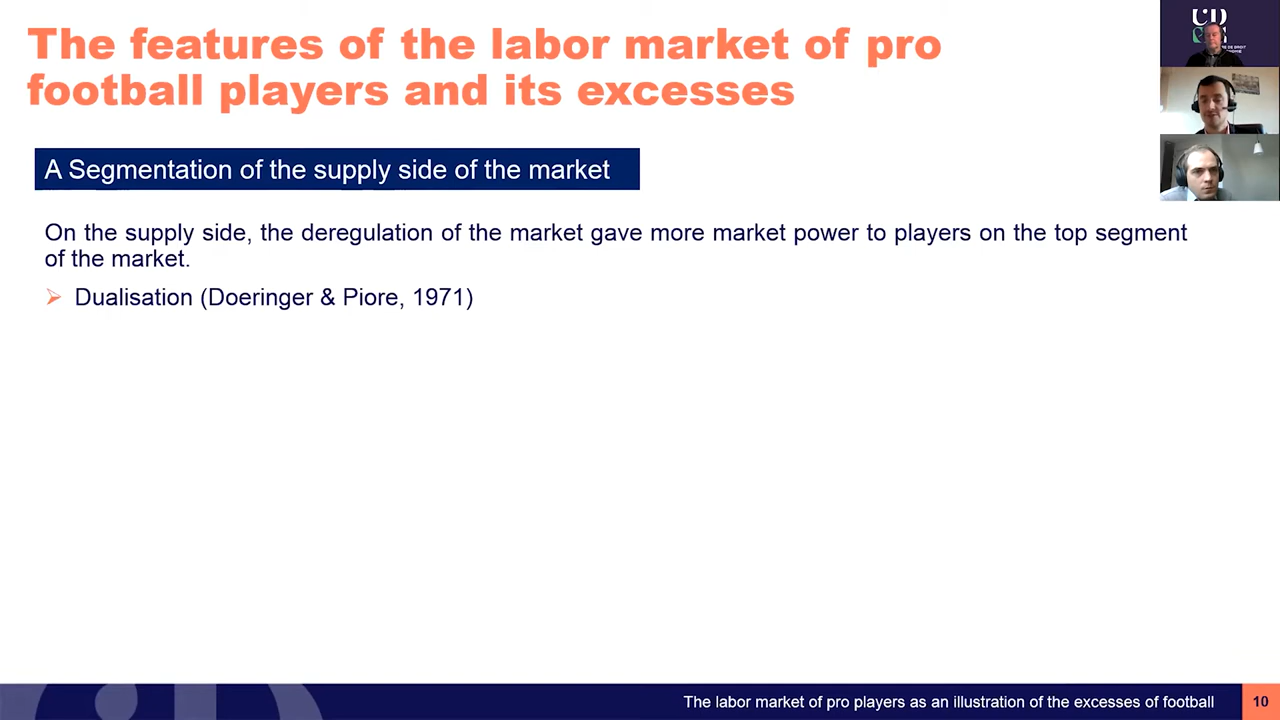 The features of the labor market of pro
football players and its excesses
A Segmentation of the supply side of the market
On the supply side, the deregulation of the market gave more market power to players on the top segment
of the market.
Dualisation (Doeringer & Piore, 1971)
The labor market of pro players as an illustration of the excesses of football
10